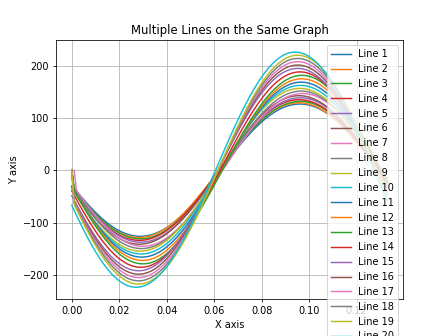 Multiple Lines on the Same Graph
Y axis
200
100
0
−100
−200
0.00
0.02
0.04
0.06
0.08
0.10
X axis
Line 1
Line 2
Line 3
Line 4
Line 5
Line 6
Line 7
Line 8
Line 9
Line 10
Line 11
Line 12
Line 13
Line 14
Line 15
Line 16
Line 17
Line 18
Line 19
Line 20